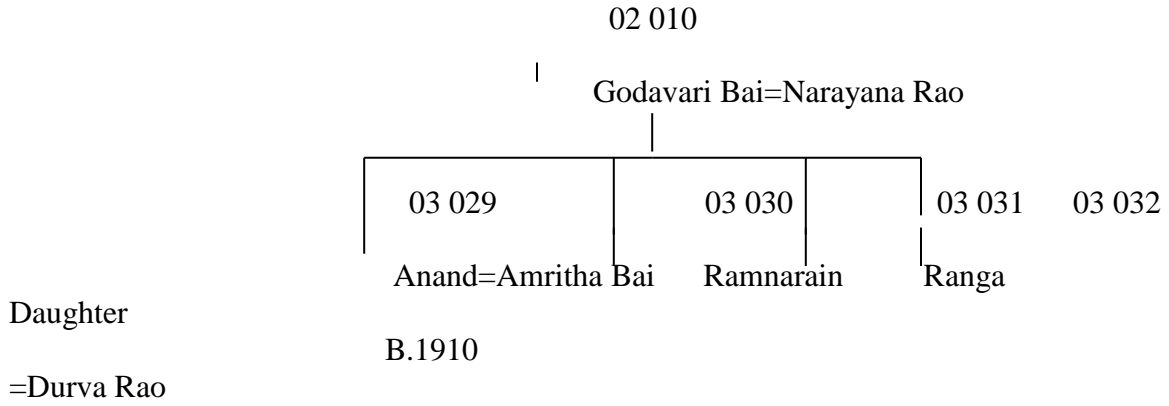 02 010
Godavari Bai=Narayana Rao
03 029 03 030 03 031 03 032
Anand=Amritha Bai Ramnarain Ranga
Daughter
B.1910
=Durva Rao